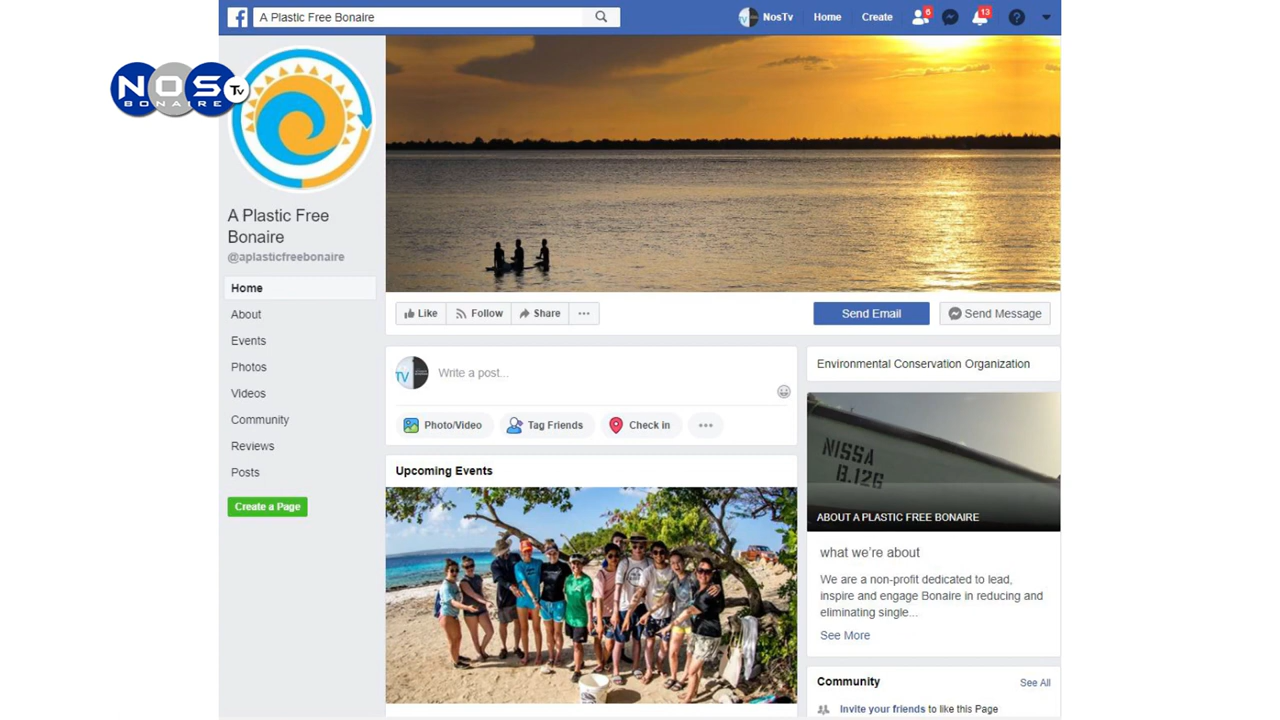 A Plastic Free Bonaire
NosTv
Home
Create
6
13
NOS Tv
BONAIRE
A Plastic Free
Bonaire
@aplasticfreebonaire
Home
About
Events
Photos
Videos
Community
Reviews
Posts
Create a Page
Like
Follow
Share
Send Email
Send Message
TV
Write a post...
Photo/Video
Tag Friends
Check in
Upcoming Events
Environmental Conservation Organization
NISSA
B.126
ABOUT A PLASTIC FREE BONAIRE
what we're about
We are a non-profit dedicated to lead,
inspire and engage Bonaire in reducing and
eliminating single...
See More
Community
See All
Invite your friends to like this Page